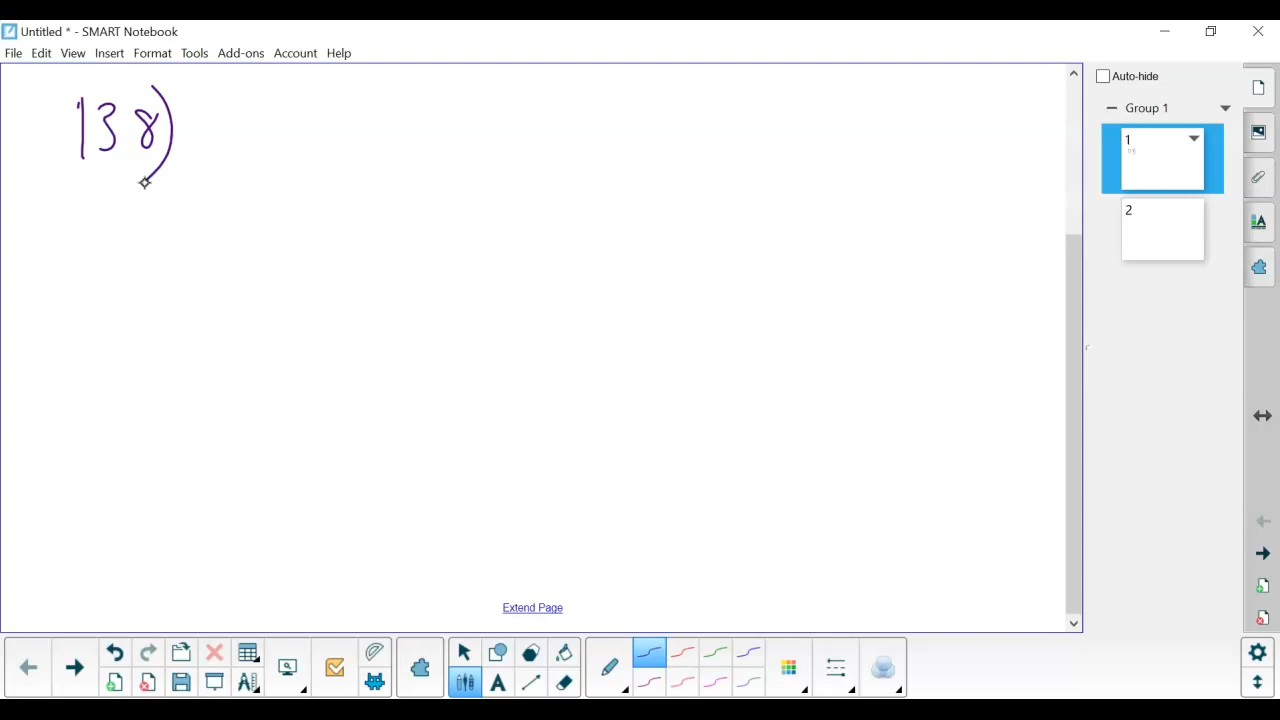 Untitled * - SMART Notebook
File Edit View Insert Format Tools Add-ons Account Help
138)
Extend Page
Auto-hide
Group 1
1
2